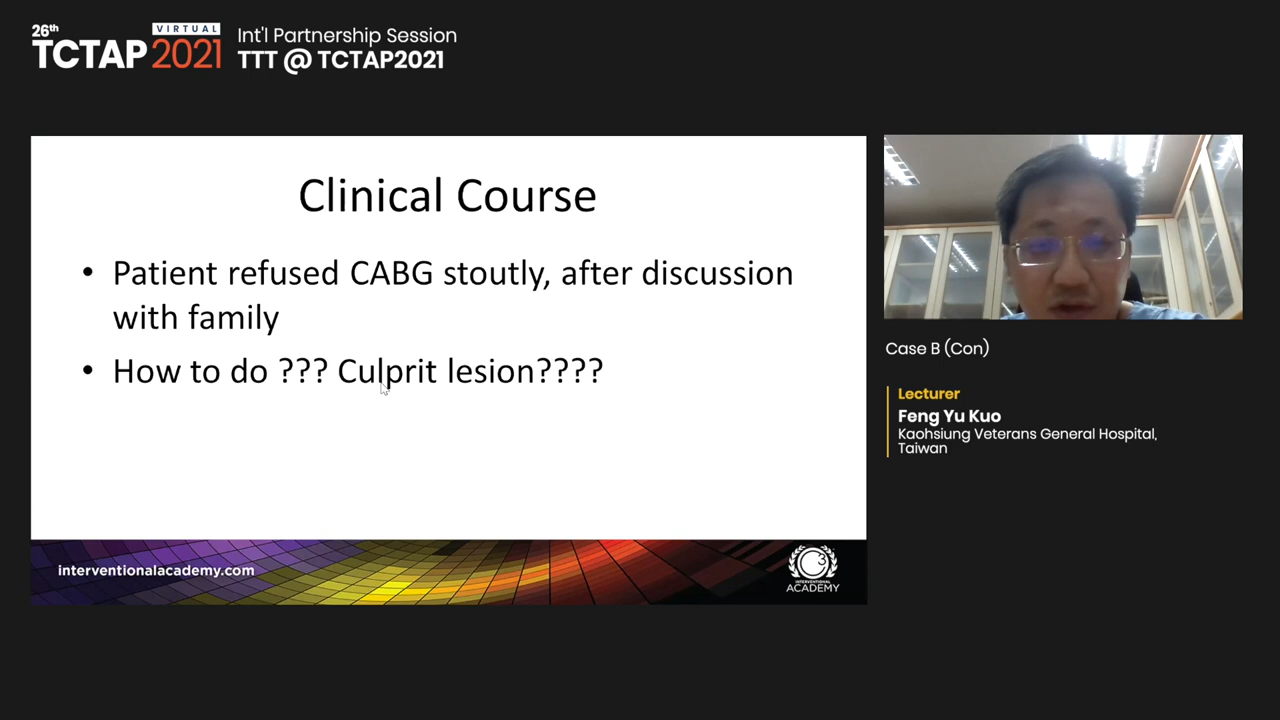 26th
VIRTUAL
TCTAP 2021
Int'l Partnership Session
TTT @ TCTAP2021
Clinical Course
• Patient refused CABG stoutly, after discussion
with family
• How to do ??? Culprit lesion????
interventionalacademy.com
C3
INTERVENTIONAL
ACADEMY
Case B (Con)
Lecturer
Feng Yu Kuo
Kaohsiung Veterans General Hospital,
Taiwan